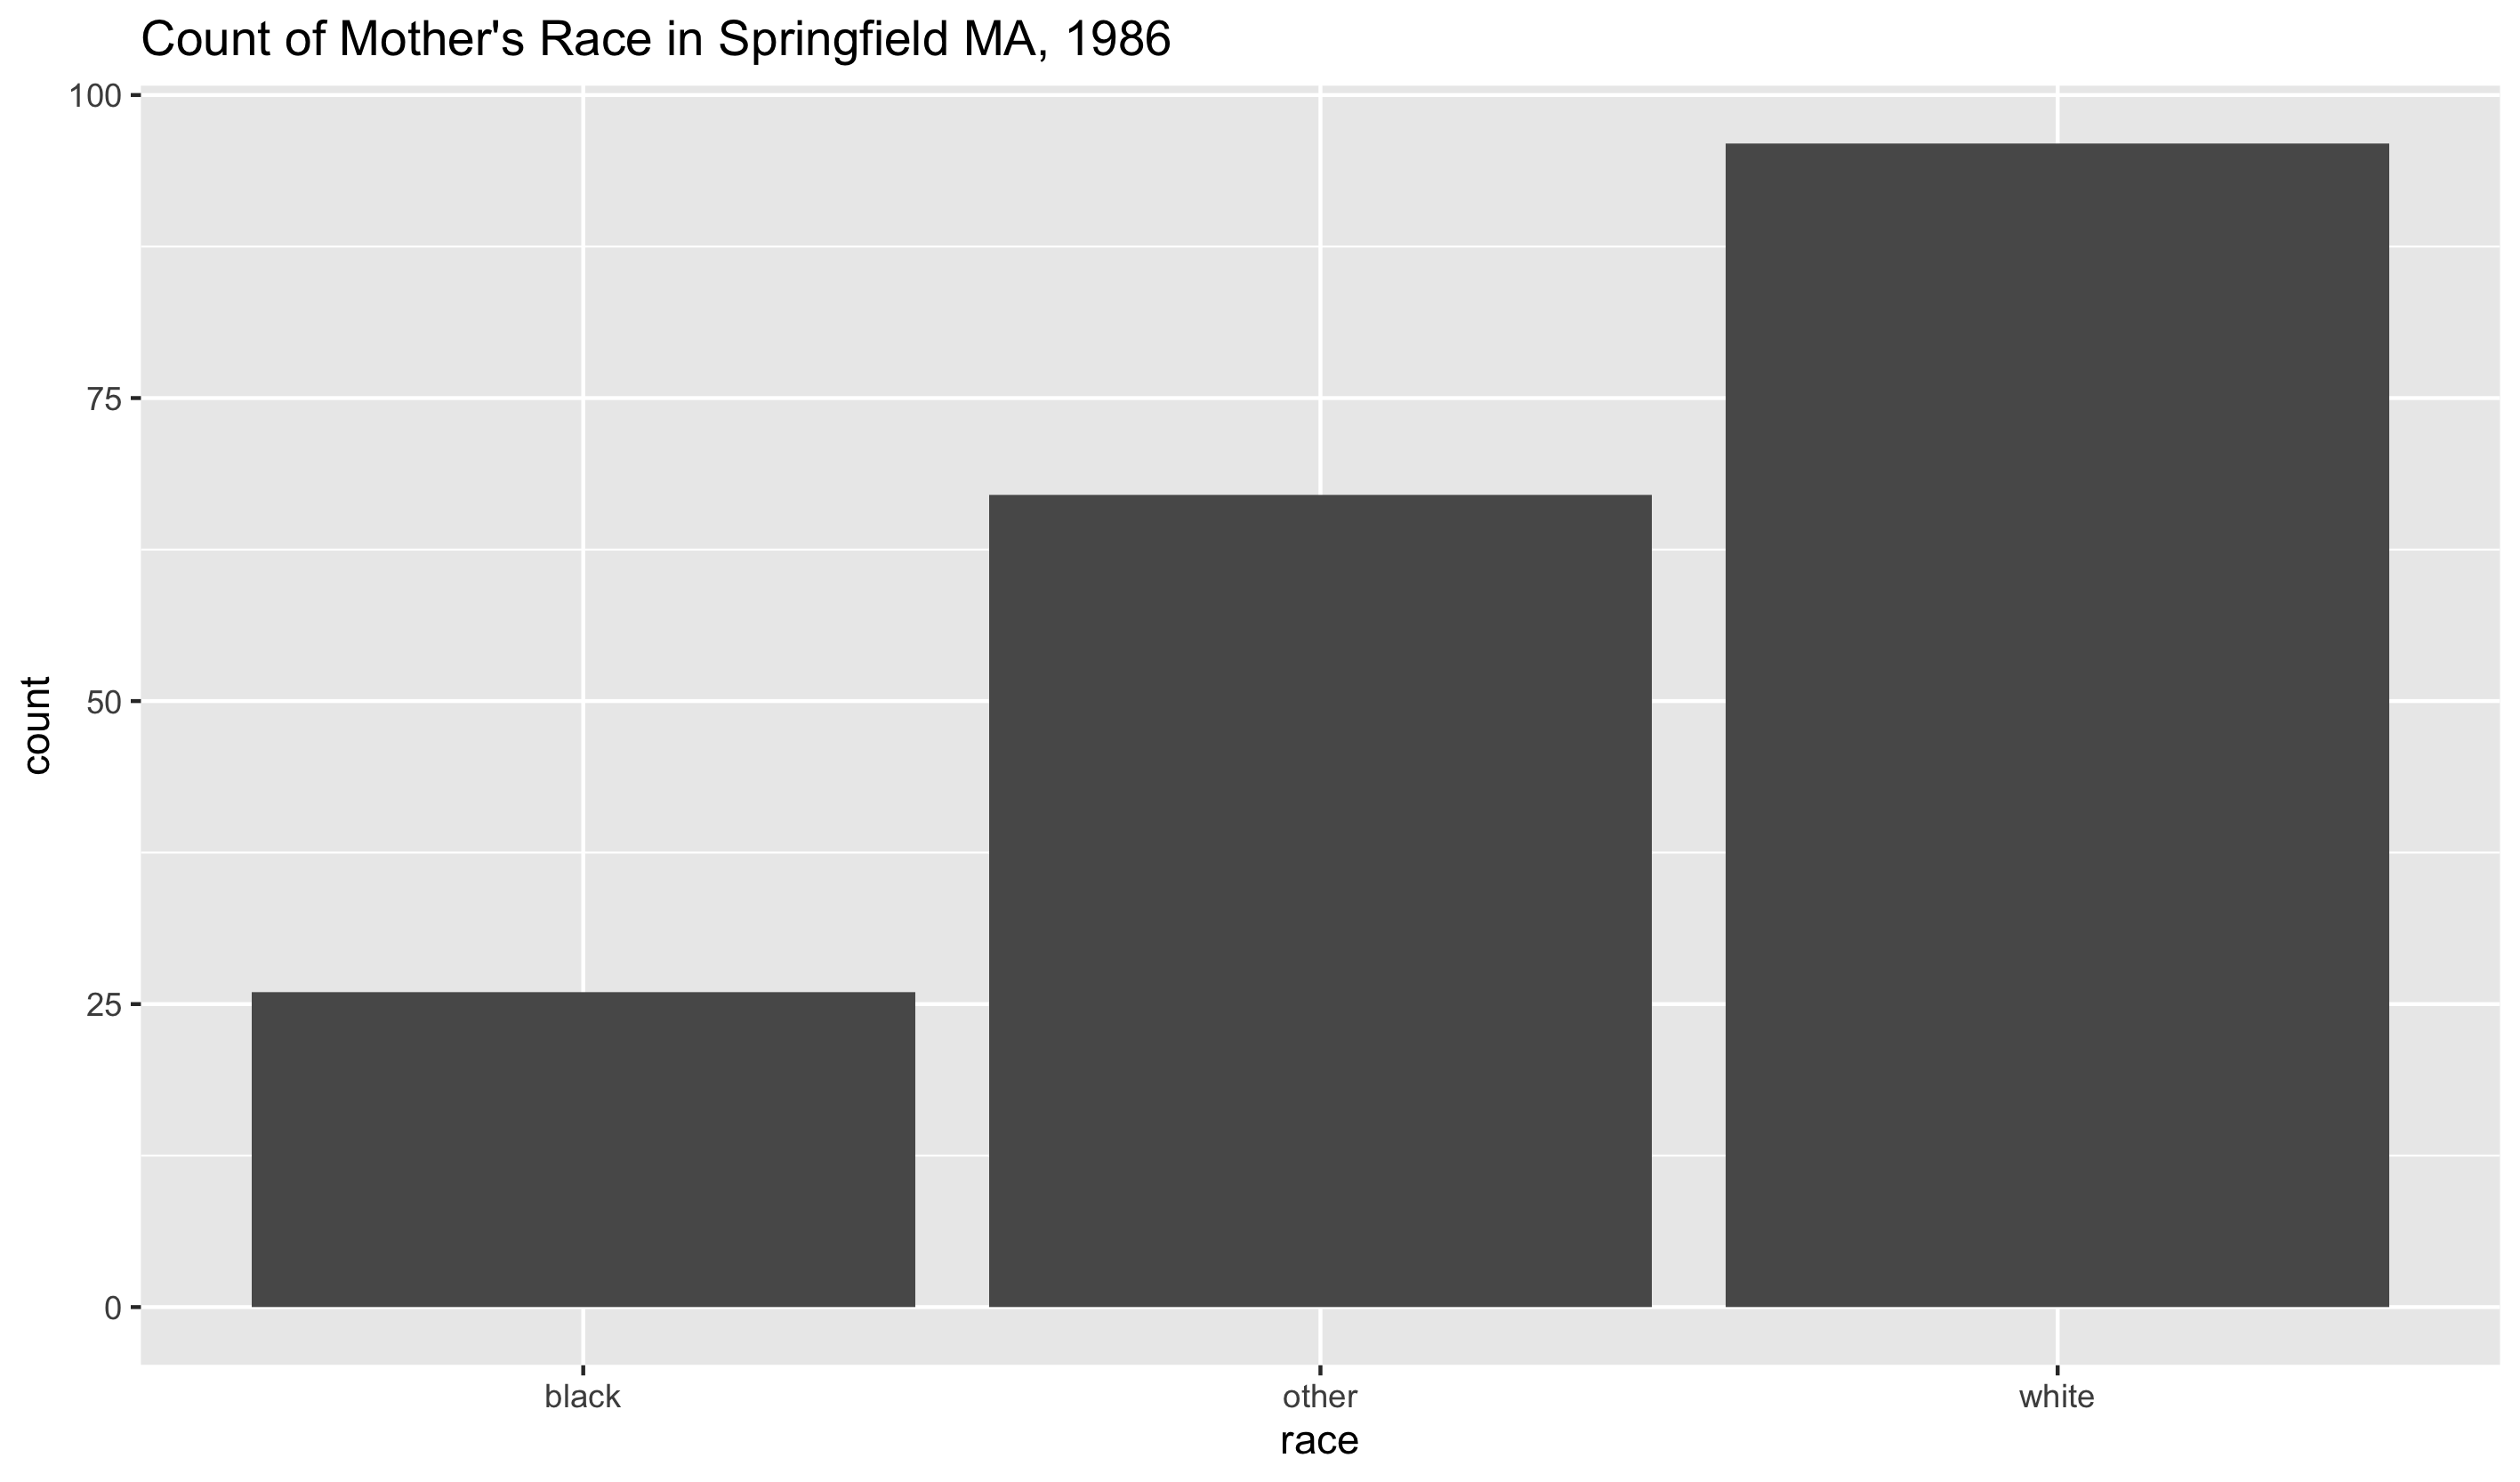 Count of Mother's Race in Springfield MA, 1986
100
75
50
25
0
count
black other white
race